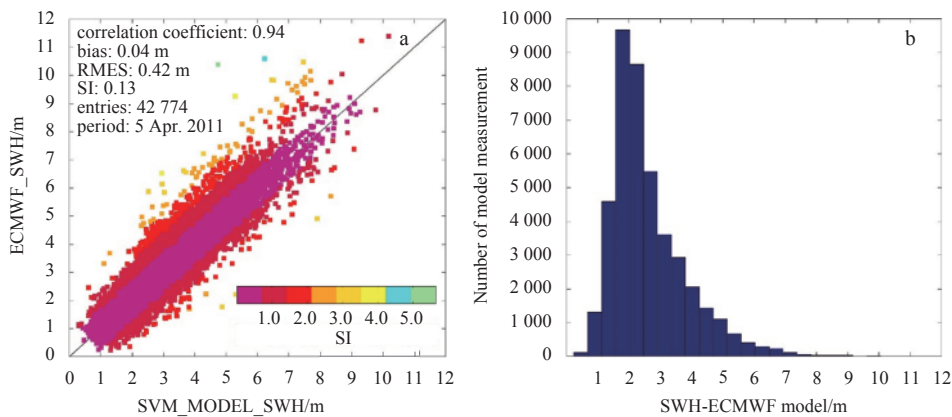 correlation coefficient: 0.94
bias: 0.04 m
RMES: 0.42 m
SI: 0.13
entries: 42 774
period: 5 Apr. 2011
a
12
11
10
9
8
7
6
5
4
3
2
1
0
ECMWF_SWH/m
1.0 2.0 3.0 4.0 5.0
SI
0 1 2 3 4 5 6 7 8 9 10 11 12
SVM_MODEL_SWH/m
b
10 000
9 000
8 000
7 000
6 000
5 000
4 000
3 000
2 000
1 000
0
Number of model measurement
1 2 3 4 5 6 7 8 9 10 11 12
SWH-ECMWF model/m